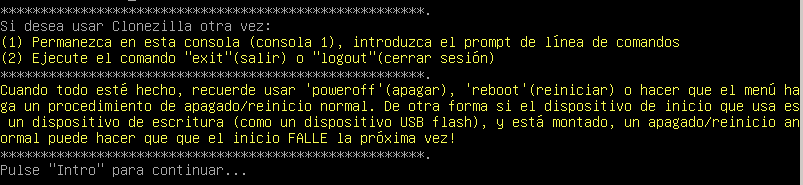 *****************************************************.
Si desea usar Clonezilla otra vez:
(1) Permanezca en esta consola (consola 1), introduzca el prompt de línea de comandos
(2) Ejecute el comando "exit"(salir) o "logout"(cerrar sesión)
*****************************************************.
Cuando todo esté hecho, recuerde usar 'poweroff'(apagar), 'reboot'(reiniciar) o hacer que el menú ha
ga un procedimiento de apagado/reinicio normal. De otra forma si el dispositivo de inicio que usa es
un dispositivo de escritura (como un dispositivo USB flash), y está montado, un apagado/reinicio an
ormal puede hacer que que el inicio FALLE la próxima vez!
*****************************************************.
Pulse "Intro" para continuar...